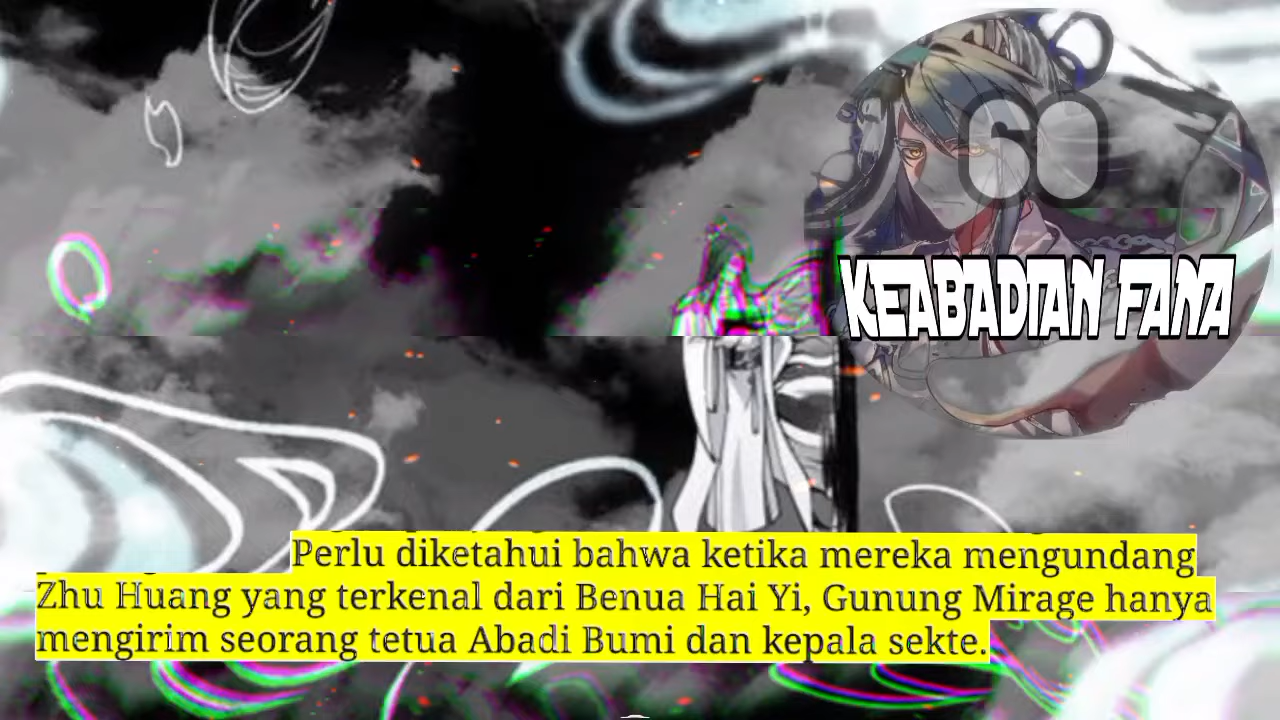 60
KEABADIAN FANA
Perlu diketahui bahwa ketika mereka mengundang
Zhu Huang yang terkenal dari Benua Hai Yi, Gunung Mirage hanya
mengirim seorang tetua Abadi Bumi dan kepala sekte.